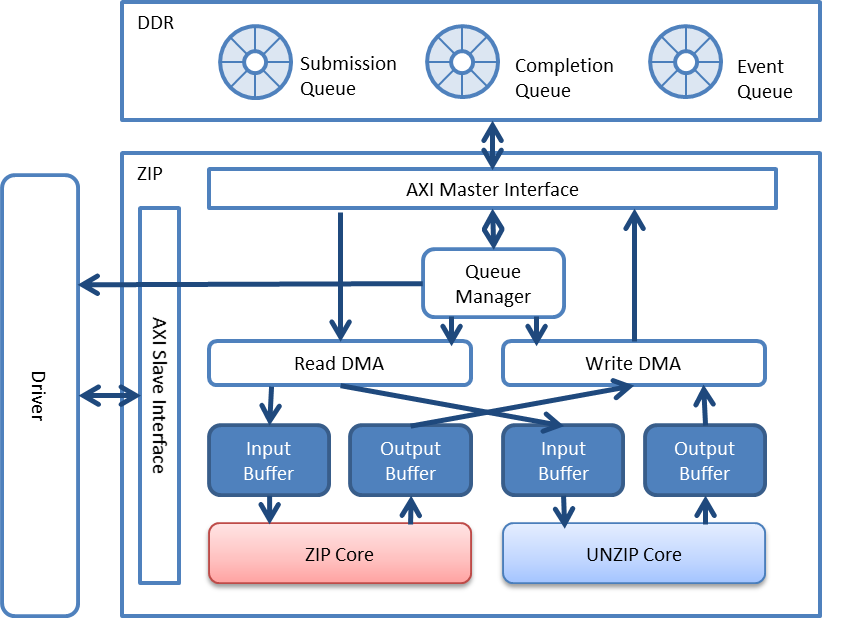 DDR
Submission
Queue
Completion
Queue
Event
Queue
ZIP
AXI Master Interface
Queue
Manager
Driver
AXI Slave Interface
Read DMA
Write DMA
Input
Buffer
Output
Buffer
Input
Buffer
Output
Buffer
ZIP Core
UNZIP Core